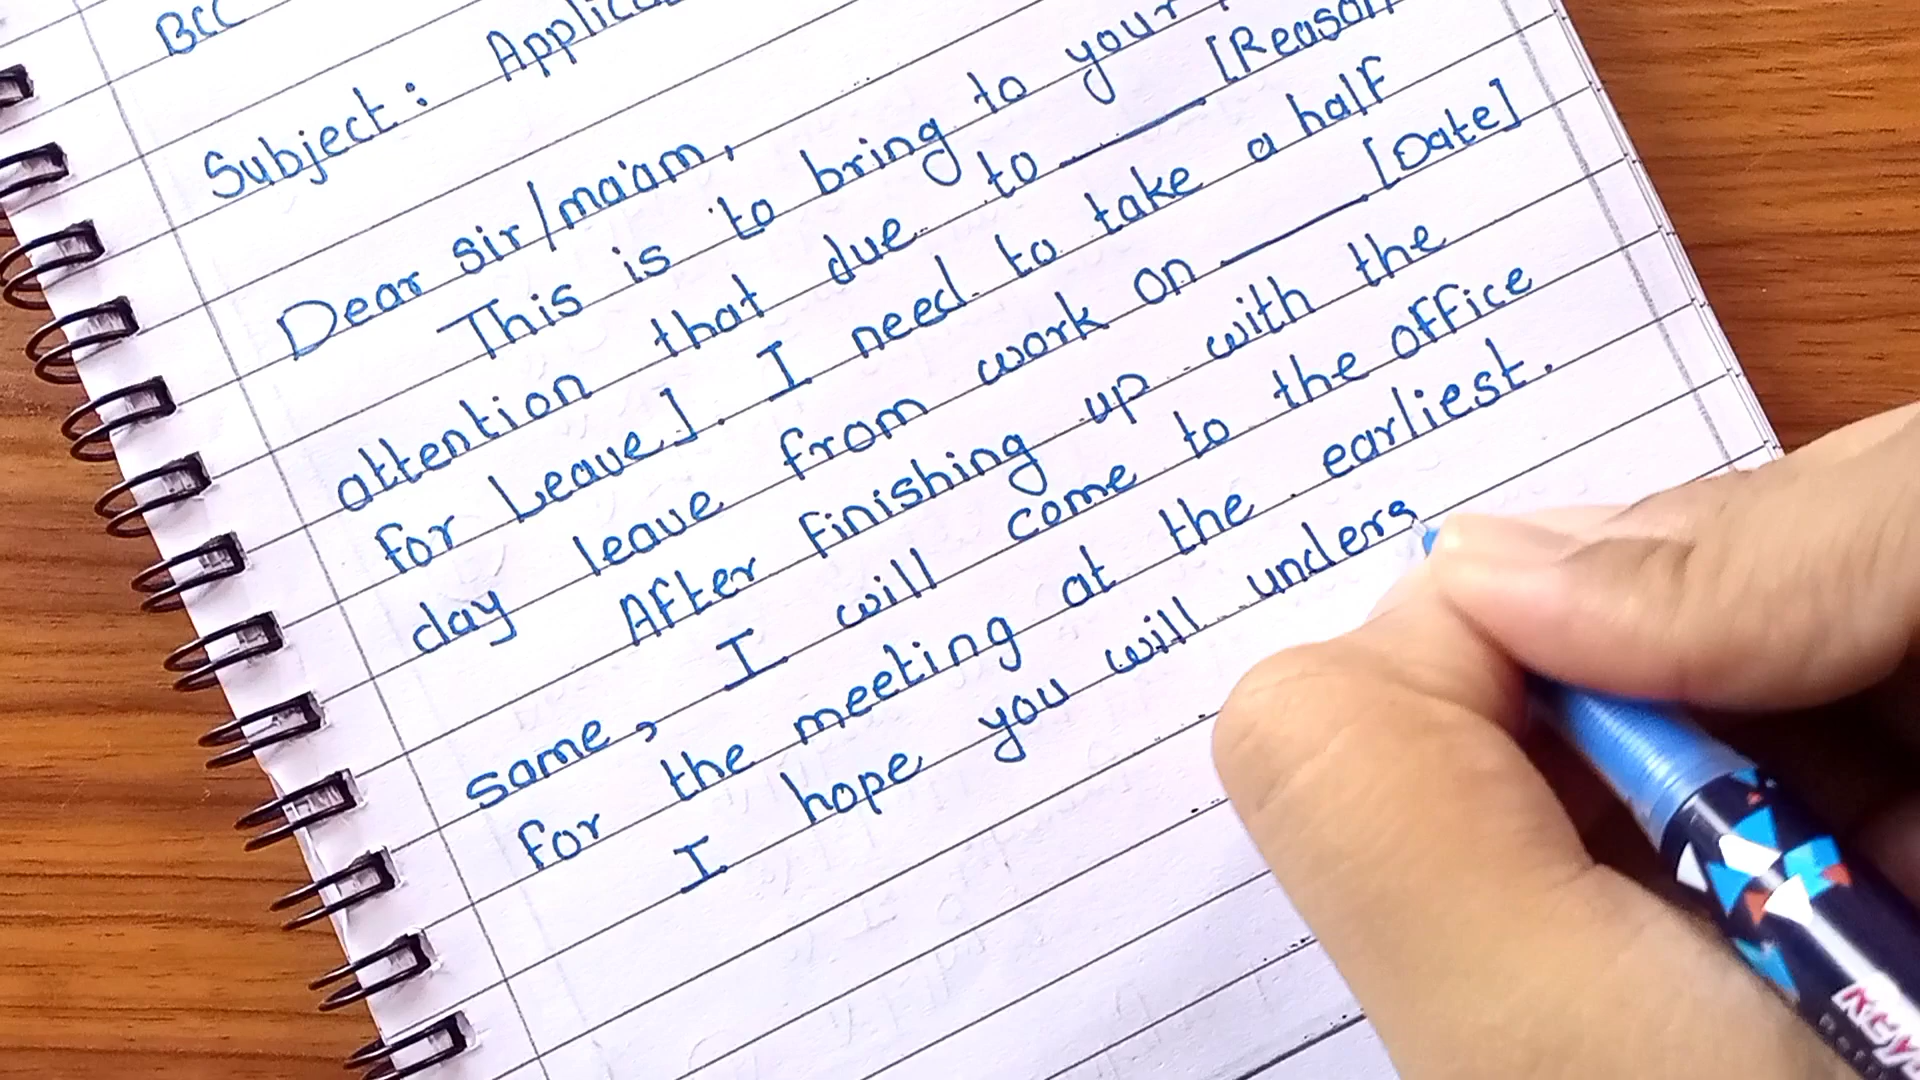 BCC
Subject: Applica
Dear sir/ma'am,
This is to bring to your
attention that due to ______ [Reason
for Leave]. I need to take a half
day leave from work on ______ [Date]
After finishing up with the
same, I will come to the office
for the meeting at the earliest.
I hope you will unders